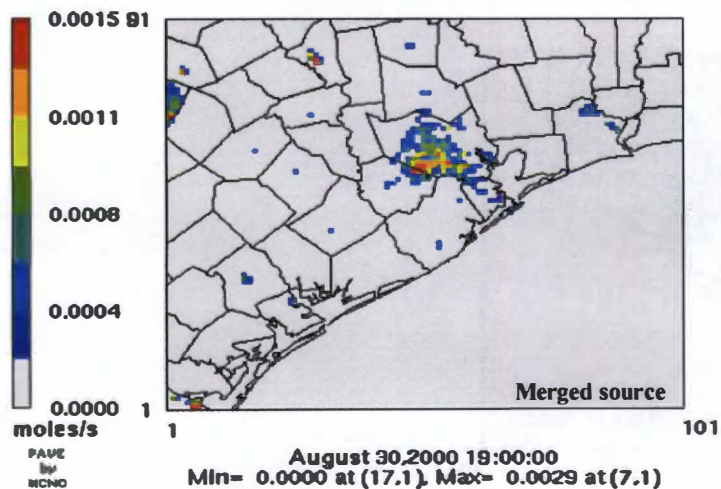 0.0015 91
0.0011
0.0008
0.0004
0.0000 1
moles/s
1 101
PAVE
by
MCNC
Merged source
August 30,2000 19:00:00
Min= 0.0000 at (17,1), Max= 0.0029 at (7,1)